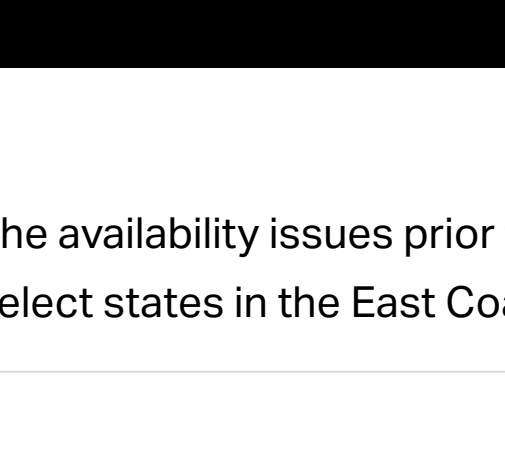 he availability issues prior
elect states in the East Coa